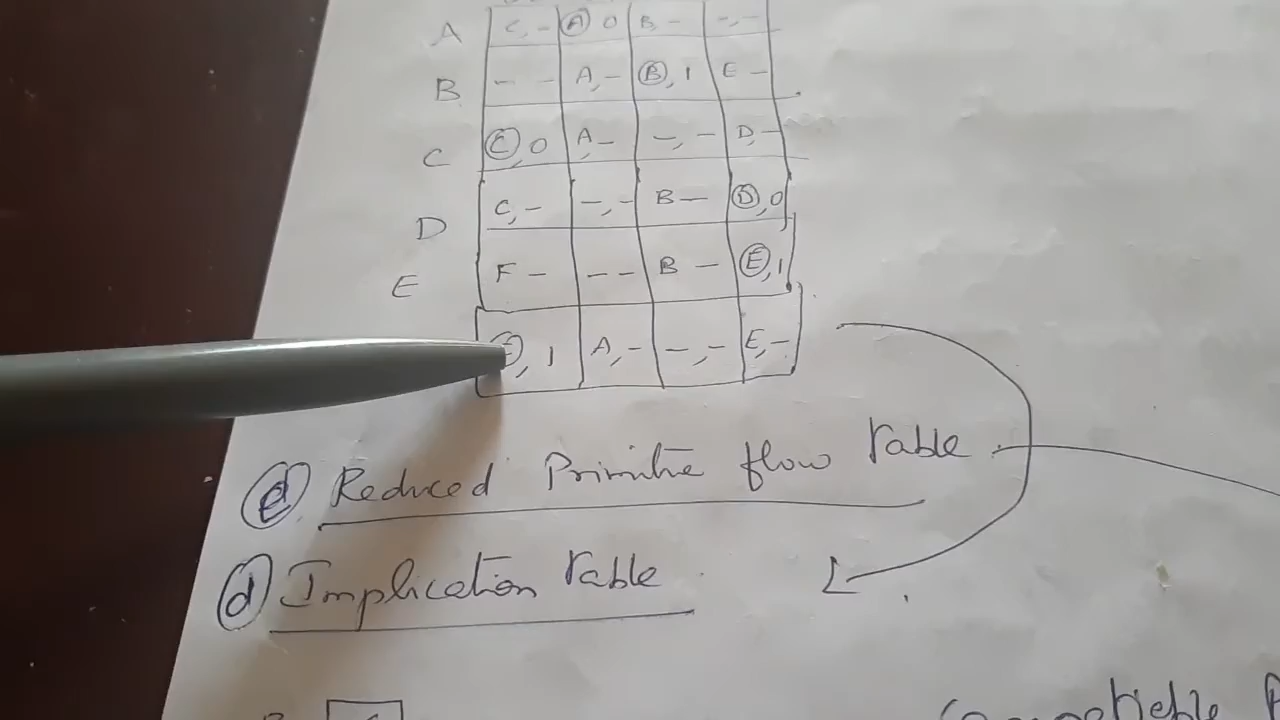 A C, - Ⓐ 0 B, - -, -
B - - A, - Ⓑ, 1 E -
C Ⓒ, 0 A, - -, - D, -
D C, - -, - B - Ⓓ, 0
E F - - - B - Ⓔ, 1
, 1 A, - -, - E, -
Reduced Primitive flow table
ⓓ Implication table